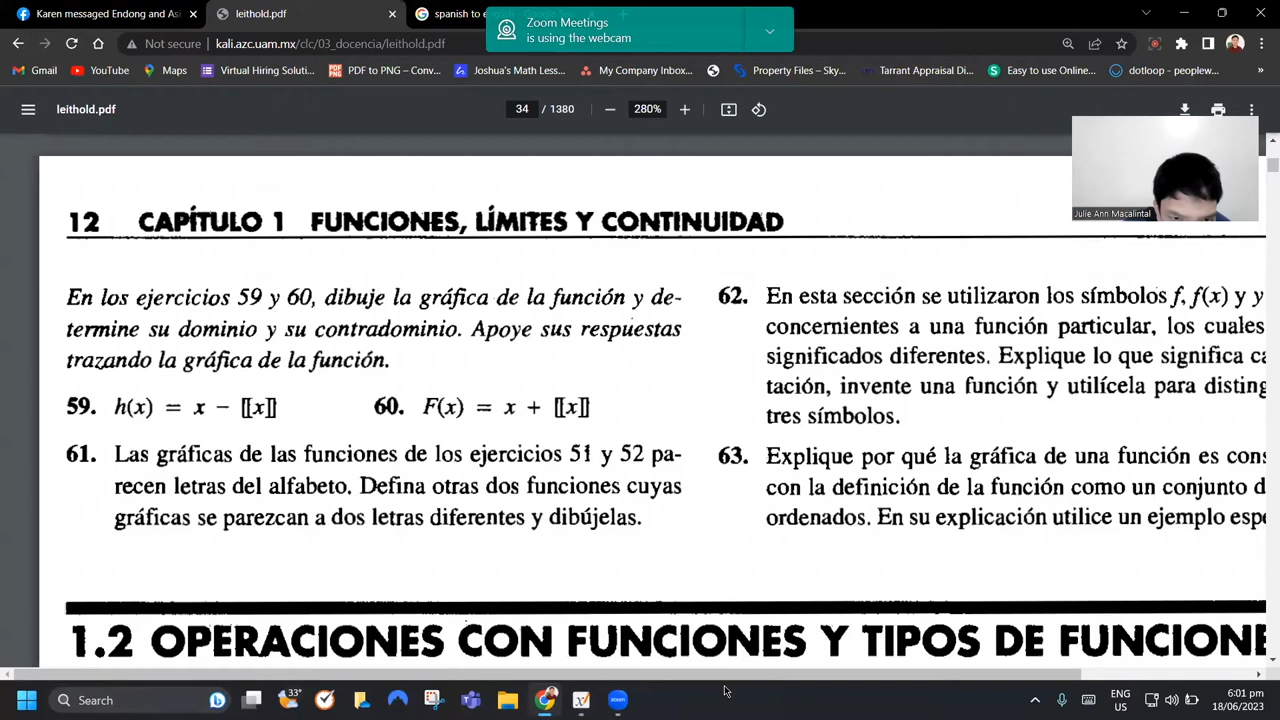 Karen messaged Endong and Asi
leithold.pdf
spanish to
Zoom Meetings
is using the webcam
Not secure
kali.azc.uam.mx/clc/03_docencia/leithold.pdf
Gmail
YouTube
Maps
Virtual Hiring Soluti...
PDF to PNG – Conv...
Joshua's Math Less...
My Company Inbox...
Property Files – Sky...
Tarrant Appraisal Di...
Easy to use Online...
dotloop – peoplew...
leithold.pdf
34 / 1380
280%
Julie Ann Macalintal
12 CAPÍTULO 1 FUNCIONES, LÍMITES Y CONTINUIDAD
En los ejercicios 59 y 60, dibuje la gráfica de la función y de-
termine su dominio y su contradominio. Apoye sus respuestas
trazando la gráfica de la función.
59. h(x) = x − [[x]] 60. F(x) = x + [[x]]
61. Las gráficas de las funciones de los ejercicios 51 y 52 pa-
recen letras del alfabeto. Defina otras dos funciones cuyas
gráficas se parezcan a dos letras diferentes y dibújelas.
62. En esta sección se utilizaron los símbolos f, f(x) y y
concernientes a una función particular, los cuales
significados diferentes. Explique lo que significa ca
tación, invente una función y utilícela para disting
tres símbolos.
63. Explique por qué la gráfica de una función es cons
con la definición de la función como un conjunto d
ordenados. En su explicación utilice un ejemplo espe
1.2 OPERACIONES CON FUNCIONES Y TIPOS DE FUNCIONE
Search
33°
ENG
US
6:01 pm
18/06/2023